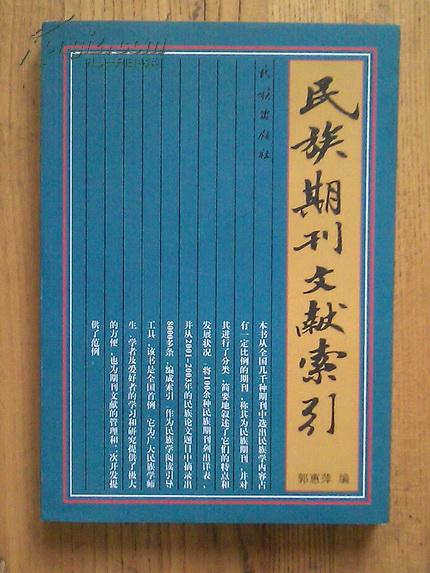 民族期刊文献索引
郭惠萍 编
民族出版社
本书从全国几千种期刊中选出民族学内容占
有一定比例的期刊，称其为民族期刊，并对
其进行了分类，简要地叙述了它们的特点和
发展状况。将100余种民族期刊列出详表，
并从2001-2003年的民族论文题目中摘录出
8000多条，编成索引，作为民族学阅读引导
工具，该书是全国首例，它为广大民族学师
生、学者及爱好者的学习和研究提供了极大
的方便，也为期刊文献的管理和二次开发提
供了范例